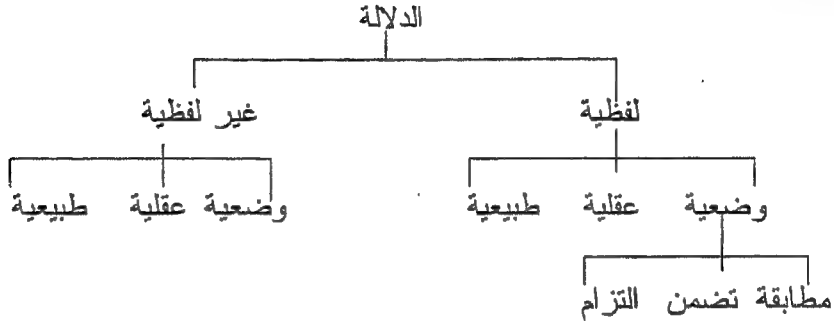 الدلالة
لفظية غير لفظية
وضعية عقلية طبيعية وضعية عقلية طبيعية
مطابقة تضمن التزام